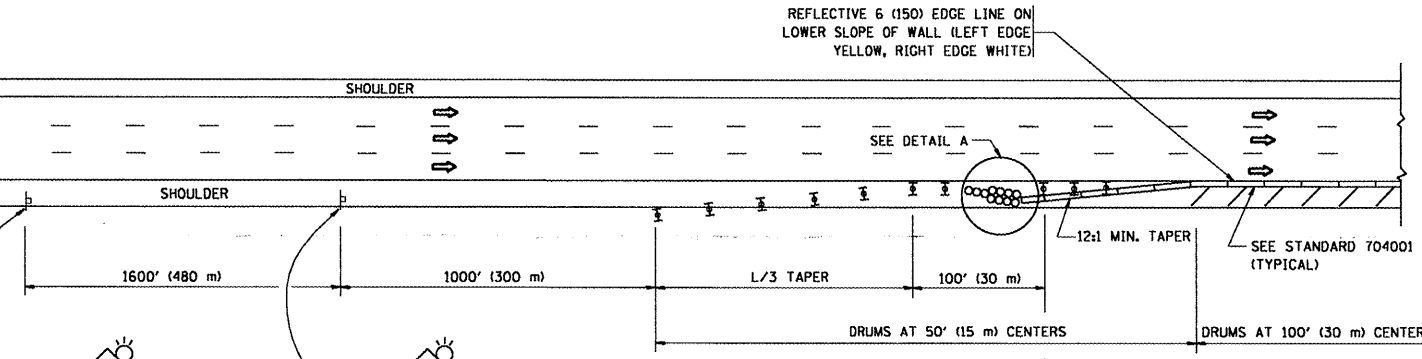 REFLECTIVE 6 (150) EDGE LINE ON
LOWER SLOPE OF WALL (LEFT EDGE
YELLOW, RIGHT EDGE WHITE)
SHOULDER
SEE DETAIL A
SHOULDER
12:1 MIN. TAPER
SEE STANDARD 704001
(TYPICAL)
1600' (480 m)
1000' (300 m)
L/3 TAPER
100' (30 m)
DRUMS AT 50' (15 m) CENTERS
DRUMS AT 100' (30 m) CENTER